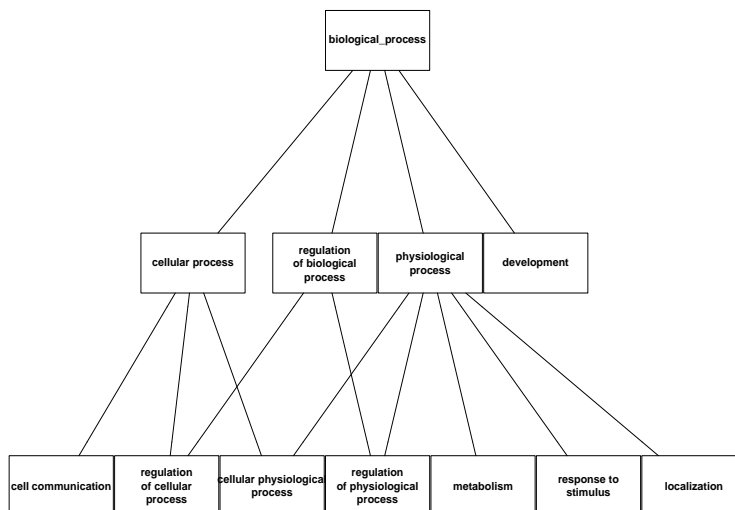 biological_process
cellular process
regulation
of biological
process
physiological
process
development
cell communication
regulation
of cellular
process
cellular physiological
process
regulation
of physiological
process
metabolism
response to
stimulus
localization